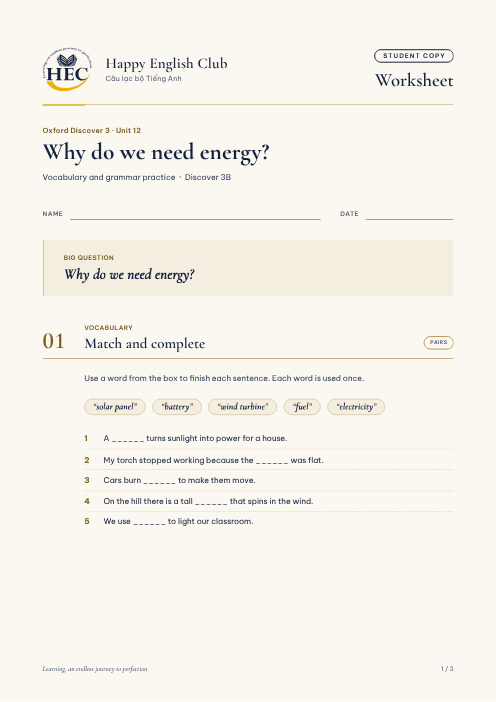 Learning, an endless journey to perfection
HEC
Happy English Club
Câu lạc bộ Tiếng Anh
STUDENT COPY
Worksheet
Oxford Discover 3 · Unit 12
Why do we need energy?
Vocabulary and grammar practice · Discover 3B
NAME
DATE
BIG QUESTION
Why do we need energy?
01
VOCABULARY
Match and complete
PAIRS
Use a word from the box to finish each sentence. Each word is used once.
“solar panel” “battery” “wind turbine” “fuel” “electricity”
1 A ______ turns sunlight into power for a house.
2 My torch stopped working because the ______ was flat.
3 Cars burn ______ to make them move.
4 On the hill there is a tall ______ that spins in the wind.
5 We use ______ to light our classroom.
Learning, an endless journey to perfection
1 / 3